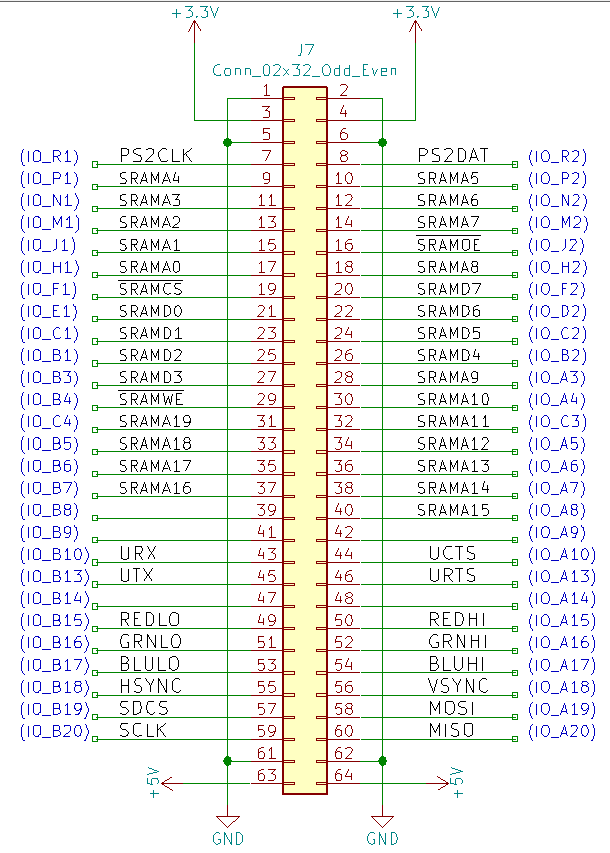 +3.3V +3.3V
J7
Conn_02x32_Odd_Even
1 2
3 4
5 6
(IO_R1) PS2CLK 7 8 PS2DAT (IO_R2)
(IO_P1) SRAMA4 9 10 SRAMA5 (IO_P2)
(IO_N1) SRAMA3 11 12 SRAMA6 (IO_N2)
(IO_M1) SRAMA2 13 14 SRAMA7 (IO_M2)
(IO_J1) SRAMA1 15 16 SRAMOE (IO_J2)
(IO_H1) SRAMA0 17 18 SRAMA8 (IO_H2)
(IO_F1) SRAMCS 19 20 SRAMD7 (IO_F2)
(IO_E1) SRAMD0 21 22 SRAMD6 (IO_D2)
(IO_C1) SRAMD1 23 24 SRAMD5 (IO_C2)
(IO_B1) SRAMD2 25 26 SRAMD4 (IO_B2)
(IO_B3) SRAMD3 27 28 SRAMA9 (IO_A3)
(IO_B4) SRAMWE 29 30 SRAMA10 (IO_A4)
(IO_C4) SRAMA19 31 32 SRAMA11 (IO_C3)
(IO_B5) SRAMA18 33 34 SRAMA12 (IO_A5)
(IO_B6) SRAMA17 35 36 SRAMA13 (IO_A6)
(IO_B7) SRAMA16 37 38 SRAMA14 (IO_A7)
(IO_B8) 39 40 SRAMA15 (IO_A8)
(IO_B9) 41 42 (IO_A9)
(IO_B10) URX 43 44 UCTS (IO_A10)
(IO_B13) UTX 45 46 URTS (IO_A13)
(IO_B14) 47 48 (IO_A14)
(IO_B15) REDLO 49 50 REDHI (IO_A15)
(IO_B16) GRNLO 51 52 GRNHI (IO_A16)
(IO_B17) BLULO 53 54 BLUHI (IO_A17)
(IO_B18) HSYNC 55 56 VSYNC (IO_A18)
(IO_B19) SDCS 57 58 MOSI (IO_A19)
(IO_B20) SCLK 59 60 MISO (IO_A20)
61 62
+5V 63 64 +5V
GND GND